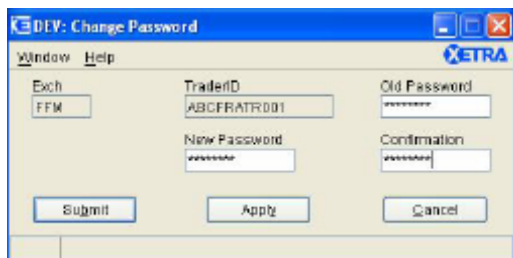 DEV: Change Password
Window Help
XETRA
Exch TraderID Old Password
FFM ABCFRATR001 ********
New Password Confirmation
******** ********
Submit Apply Cancel